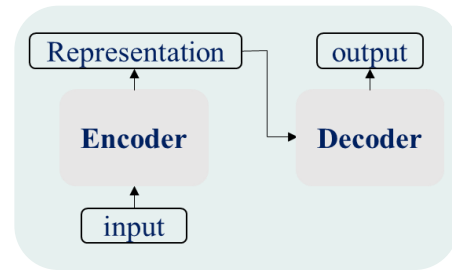 Representation
output
Encoder
Decoder
input